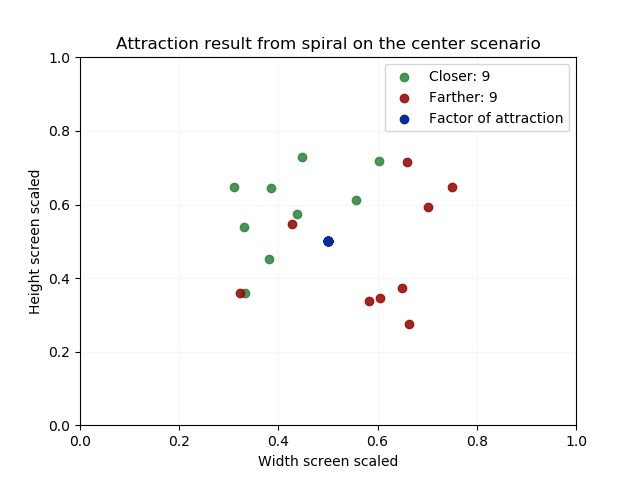 Attraction result from spiral on the center scenario
Closer: 9
Farther: 9
Factor of attraction
Height screen scaled
1.0
0.8
0.6
0.4
0.2
0.0
0.0 0.2 0.4 0.6 0.8 1.0
Width screen scaled